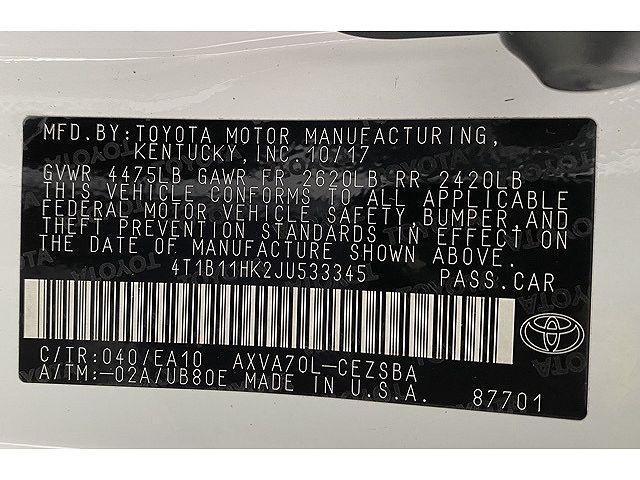 MFD.BY:TOYOTA MOTOR MANUFACTURING,
KENTUCKY,INC.10/17
GVWR 4475LB GAWR FR 2620LB RR 2420LB
THIS VEHICLE CONFORMS TO ALL APPLICABLE
FEDERAL MOTOR VEHICLE SAFETY,BUMPER,AND
THEFT PREVENTION STANDARDS IN EFFECT ON
THE DATE OF MANUFACTURE SHOWN ABOVE.
4T1B11HK2JU533345 PASS.CAR
C/TR:040/EA10 AXVA70L-CEZSBA
A/TM:-02A/UB80E MADE IN U.S.A. 87701